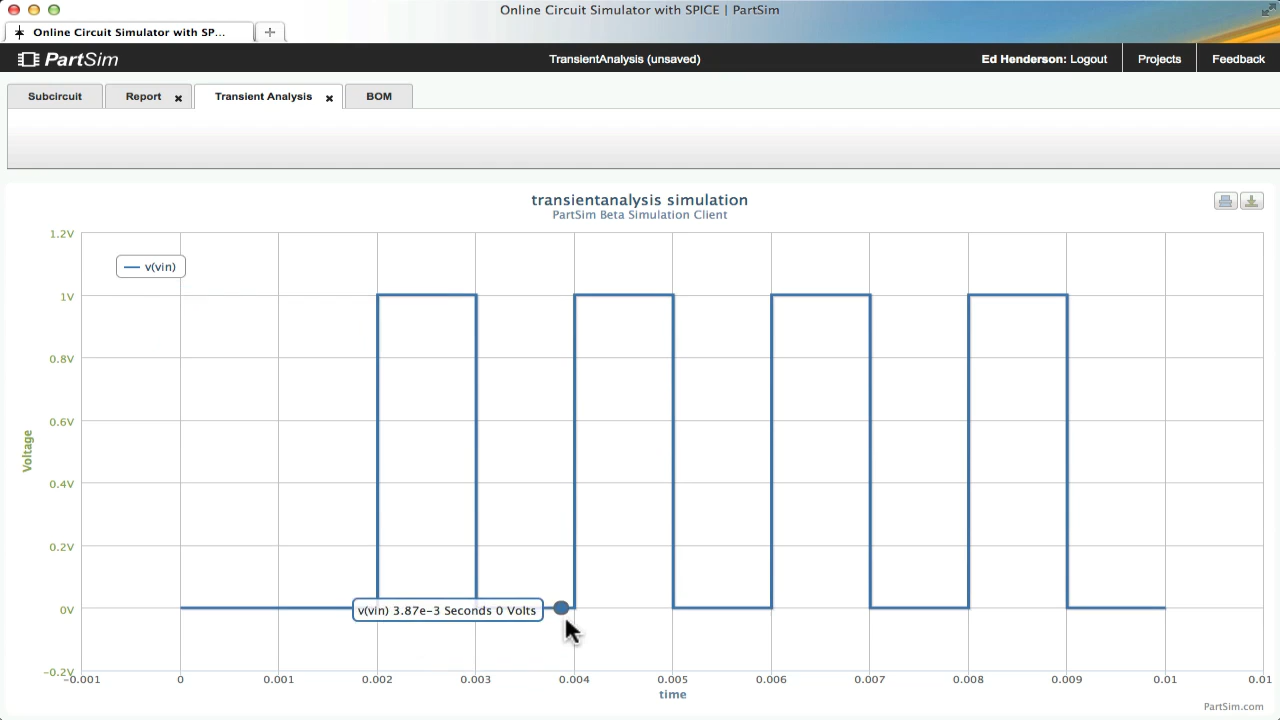 Online Circuit Simulator with SPICE | PartSim
Online Circuit Simulator with SP...
PartSim
TransientAnalysis (unsaved)
Ed Henderson: Logout
Projects
Feedback
Subcircuit
Report
Transient Analysis
BOM
transientanalysis simulation
PartSim Beta Simulation Client
v(vin)
1.2V
1V
0.8V
0.6V
0.4V
0.2V
0V
-0.2V
Voltage
v(vin) 3.87e-3 Seconds 0 Volts
-0.001 0 0.001 0.002 0.003 0.004 0.005 0.006 0.007 0.008 0.009 0.01 0.01
time
PartSim.com